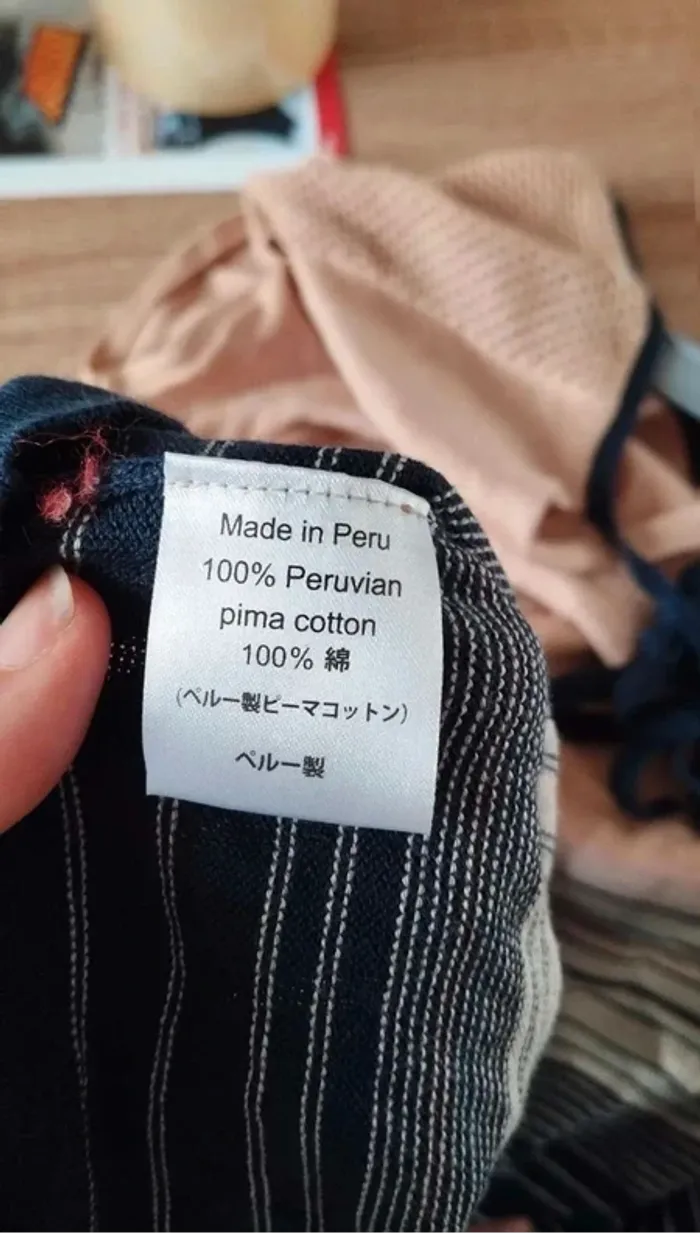 Made in Peru
100% Peruvian
pima cotton
100% 綿
(ペルー製ピーマコットン)
ペルー製